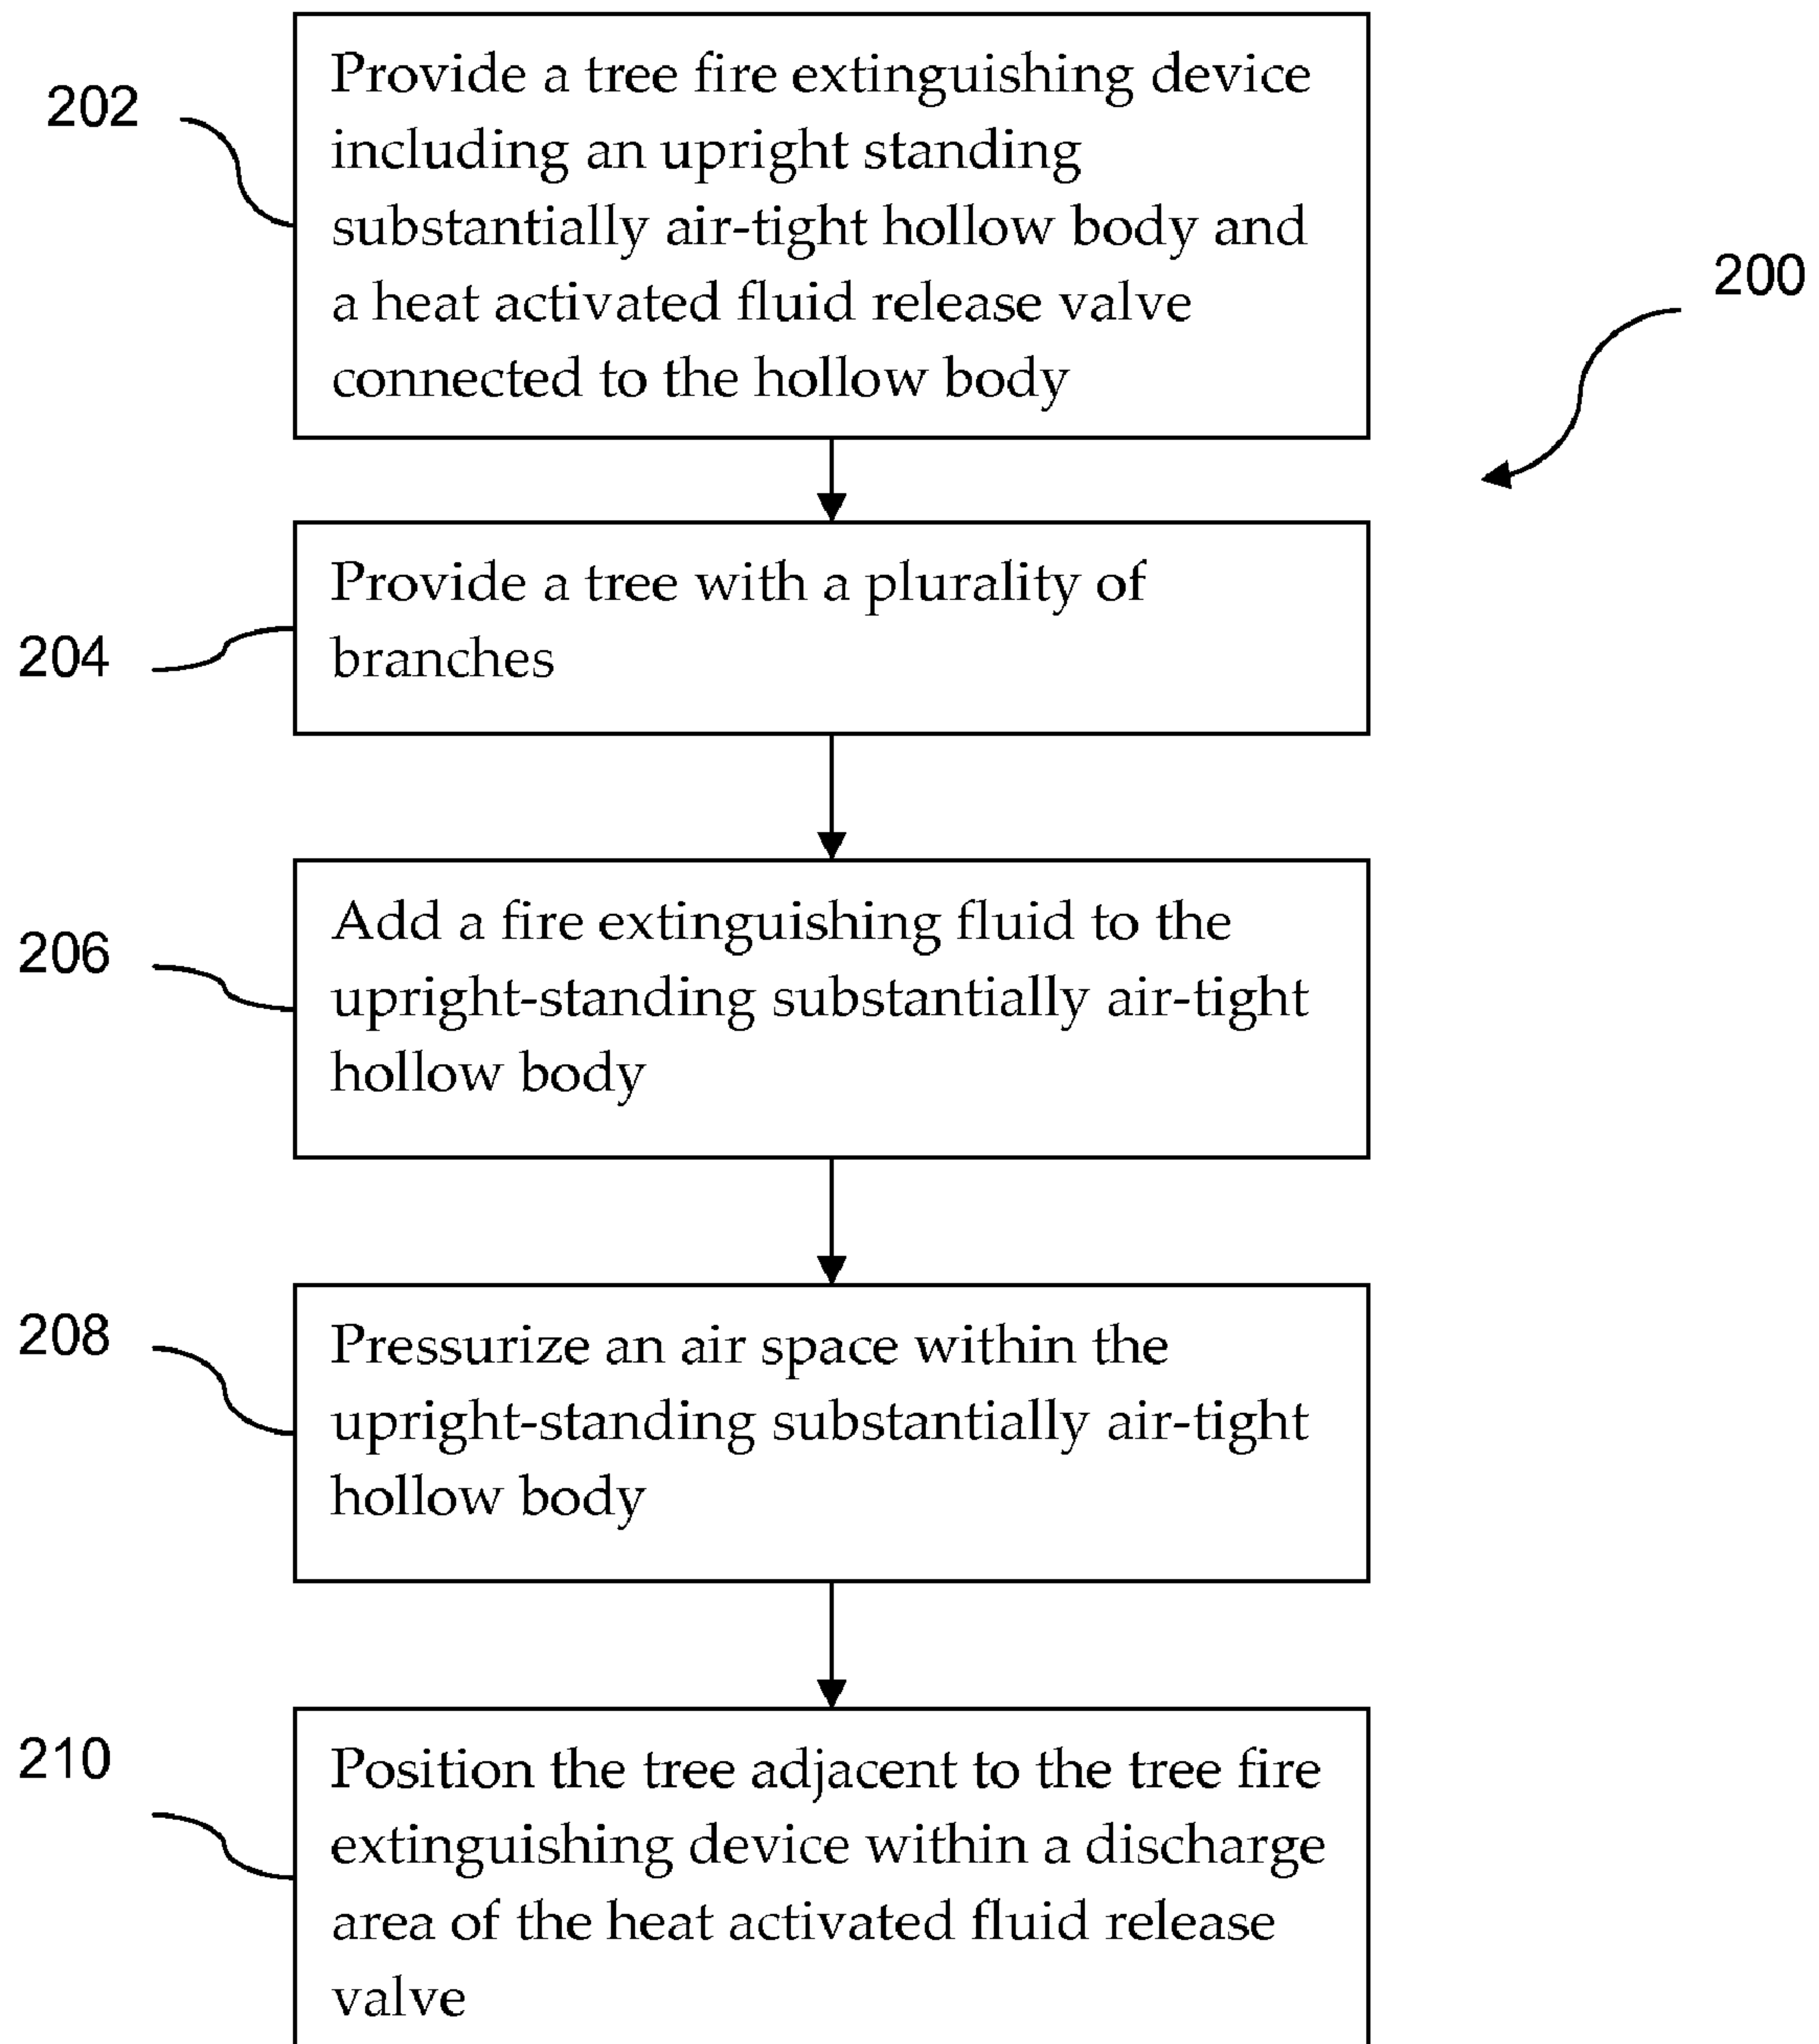 202
Provide a tree fire extinguishing device
including an upright standing
substantially air-tight hollow body and
a heat activated fluid release valve
connected to the hollow body
200
204
Provide a tree with a plurality of
branches
206
Add a fire extinguishing fluid to the
upright-standing substantially air-tight
hollow body
208
Pressurize an air space within the
upright-standing substantially air-tight
hollow body
210
Position the tree adjacent to the tree fire
extinguishing device within a discharge
area of the heat activated fluid release
valve